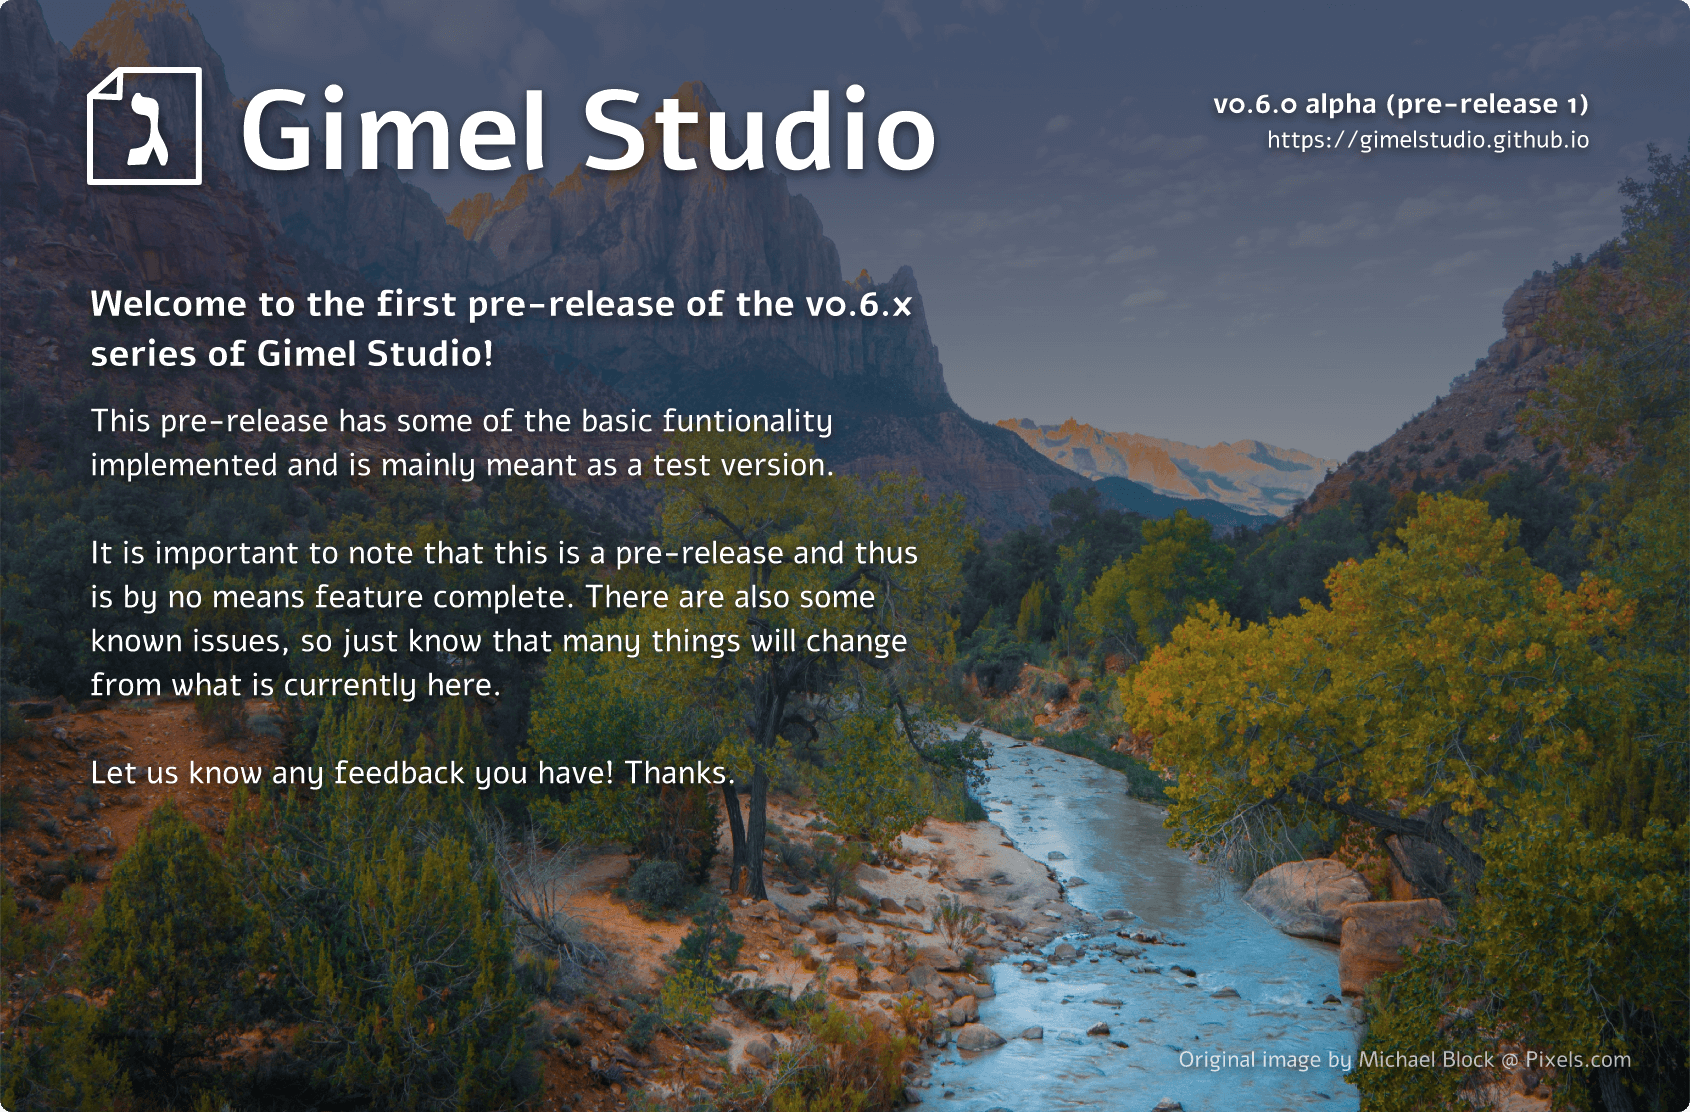 ג
Gimel Studio
v0.6.0 alpha (pre-release 1)
https://gimelstudio.github.io
Welcome to the first pre-release of the v0.6.x
series of Gimel Studio!
This pre-release has some of the basic funtionality
implemented and is mainly meant as a test version.
It is important to note that this is a pre-release and thus
is by no means feature complete. There are also some
known issues, so just know that many things will change
from what is currently here.
Let us know any feedback you have! Thanks.
Original image by Michael Block @ Pixels.com